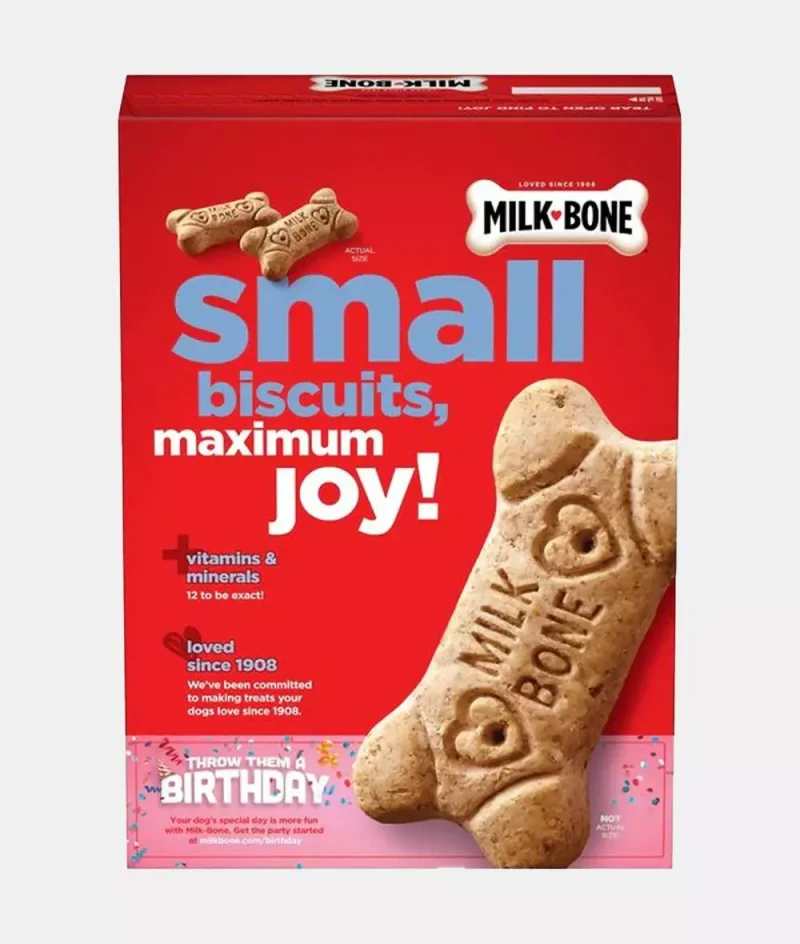 MILK•BONE
TEAR OPEN TO FIND JOY!
LOVED SINCE 1908
MILK♥BONE
MILK
BONE
MILK
BONE
ACTUAL
SIZE
small
biscuits,
maximum
joy!
vitamins &
minerals
12 to be exact!
loved
since 1908
We've been committed
to making treats your
dogs love since 1908.
MILK
BONE
THROW THEM A
BIRTHDAY
Your dog's special day is more fun
with Milk-Bone. Get the party started
at milkbone.com/birthday
NOT
ACTUAL
SIZE